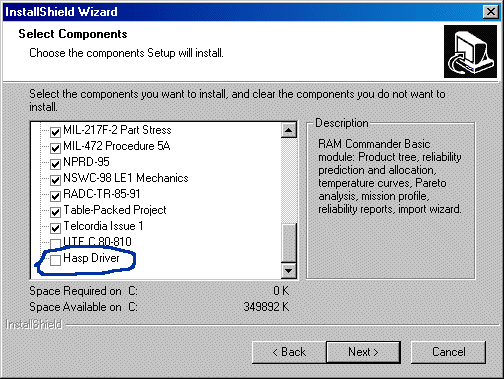 InstallShield Wizard
Select Components
Choose the components Setup will install.
Select the components you want to install, and clear the components you do not want to
install.
MIL-217F-2 Part Stress
MIL-472 Procedure 5A
NPRD-95
NSWC-98 LE1 Mechanics
RADC-TR-85-91
Table-Packed Project
Telcordia Issue 1
UTE C 80-810
Hasp Driver
Description
RAM Commander Basic
module: Product tree, reliability
prediction and allocation,
temperature curves, Pareto
analysis, mission profile,
reliability reports, import wizard.
Space Required on C: 0 K
Space Available on C: 349892 K
InstallShield
< Back
Next >
Cancel